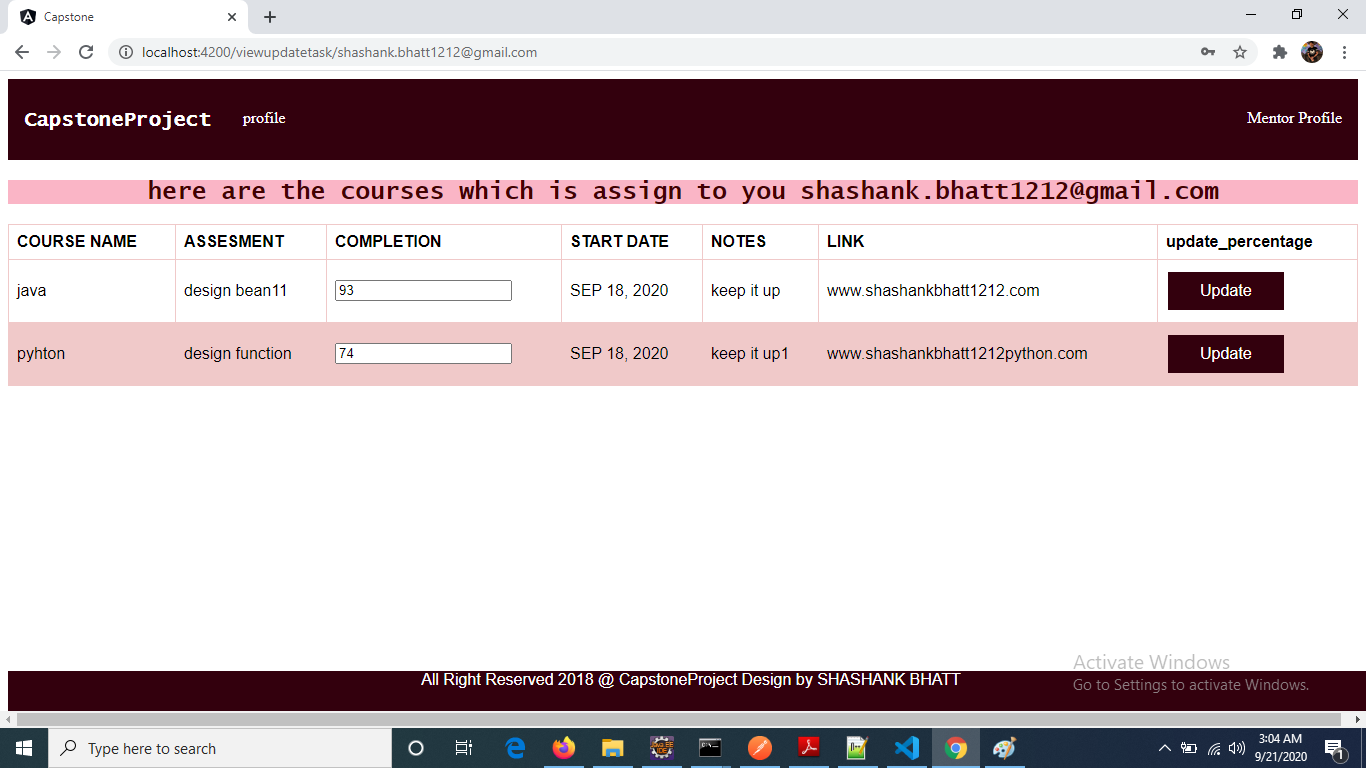 Capstone
localhost:4200/viewupdatetask/shashank.bhatt1212@gmail.com
CapstoneProject profile Mentor Profile
here are the courses which is assign to you shashank.bhatt1212@gmail.com
COURSE NAME ASSESMENT COMPLETION START DATE NOTES LINK update_percentage
java design bean11 93 SEP 18, 2020 keep it up www.shashankbhatt1212.com Update
pyhton design function 74 SEP 18, 2020 keep it up1 www.shashankbhatt1212python.com Update
Activate Windows
All Right Reserved 2018 @ CapstoneProject Design by SHASHANK BHATT
Go to Settings to activate Windows.
Type here to search
3:04 AM
9/21/2020
1